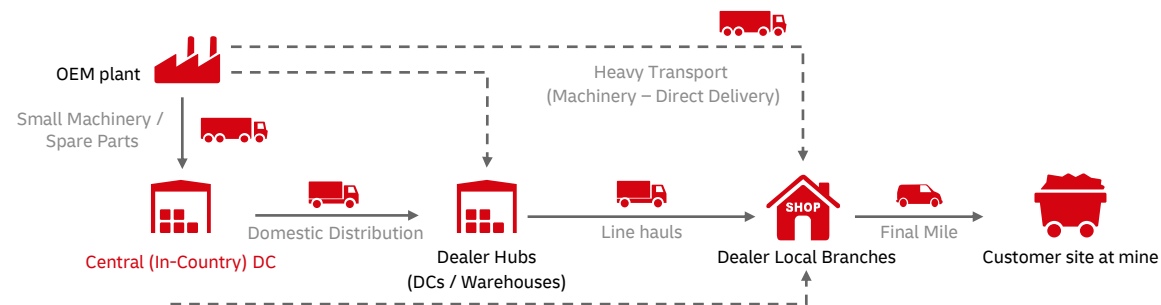 OEM plant
Heavy Transport
(Machinery – Direct Delivery)
Small Machinery /
Spare Parts
SHOP
Domestic Distribution
Line hauls
Final Mile
Central (In-Country) DC
Dealer Hubs
(DCs / Warehouses)
Dealer Local Branches
Customer site at mine